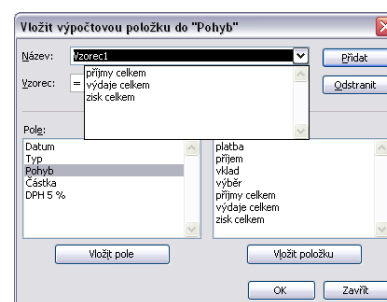 Vložit výpočtovou položku do "Pohyb"
Název:
Vzorec1
Přidat
příjmy celkem
výdaje celkem
zisk celkem
Vzorec:
=
Odstranit
Pole:
Datum
Typ
Pohyb
Částka
DPH 5 %
platba
příjem
vklad
výběr
příjmy celkem
výdaje celkem
zisk celkem
Vložit pole
Vložit položku
OK
Zavřít